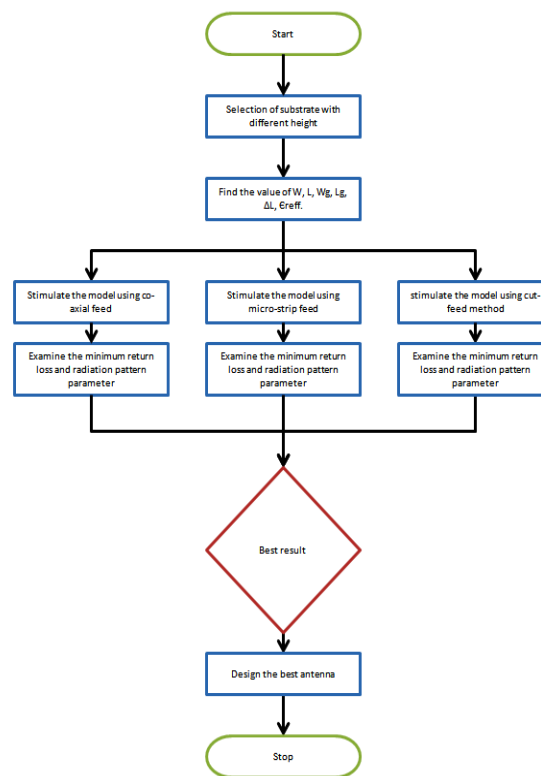 Start
Selection of substrate with
different height
Find the value of W, L, Wg, Lg,
ΔL, Єreff.
Stimulate the model using co-
axial feed
Stimulate the model using
micro-strip feed
stimulate the model using cut-
feed method
Examine the minimum return
loss and radiation pattern
parameter
Examine the minimum return
loss and radiation pattern
parameter
Examine the minimum return
loss and radiation pattern
parameter
Best result
Design the best antenna
Stop